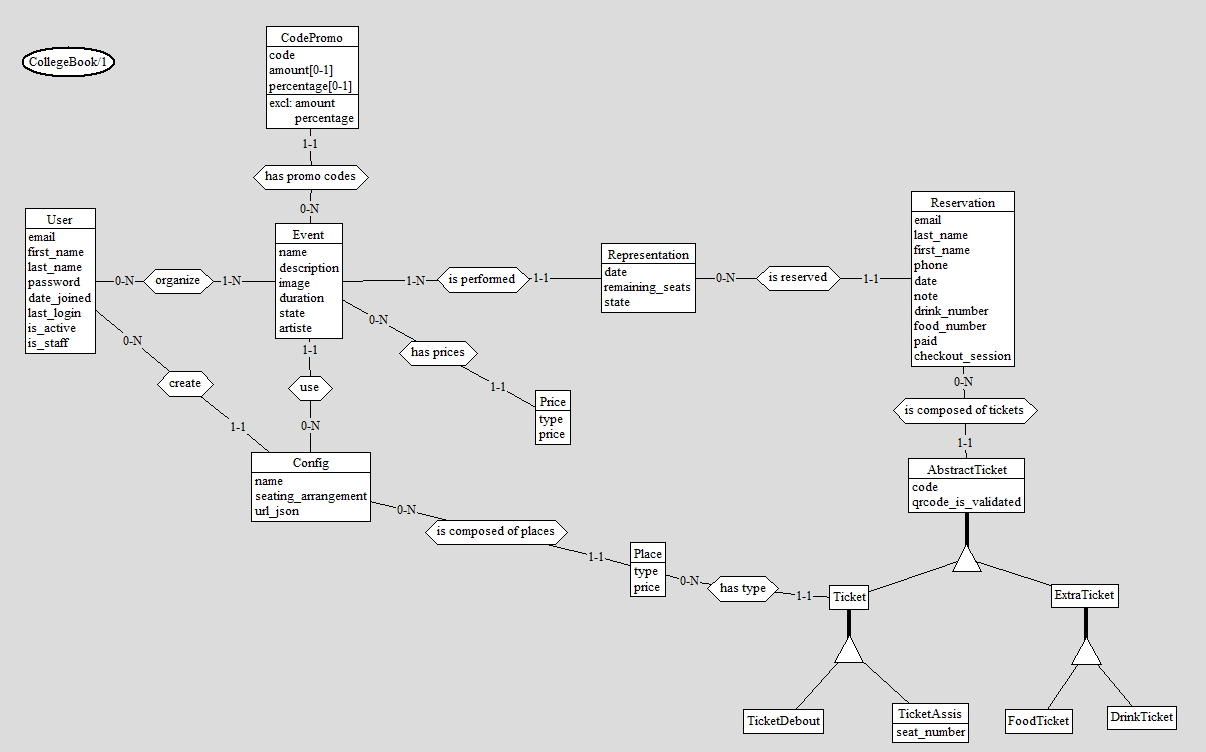 CollegeBook/1
CodePromo
code
amount[0-1]
percentage[0-1]
excl: amount
percentage
1-1
has promo codes
0-N
User
email
first_name
last_name
password
date_joined
last_login
is_active
is_staff
0-N
organize
1-N
Event
name
description
image
duration
state
artiste
1-N
is performed
1-1
Representation
date
remaining_seats
state
0-N
is reserved
1-1
Reservation
email
last_name
first_name
phone
date
note
drink_number
food_number
paid
checkout_session
0-N
create
1-1
1-1
use
0-N
0-N
has prices
1-1
Price
type
price
0-N
is composed of tickets
1-1
Config
name
seating_arrangement
url_json
0-N
is composed of places
1-1
Place
type
price
0-N
has type
1-1
AbstractTicket
code
qrcode_is_validated
Ticket
ExtraTicket
TicketDebout
TicketAssis
seat_number
FoodTicket
DrinkTicket